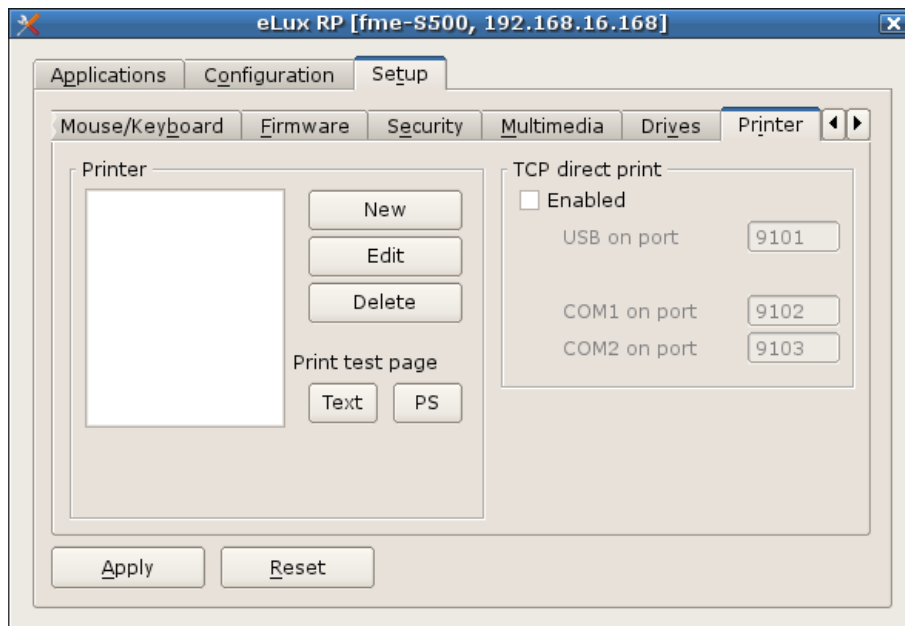 eLux RP [fme-S500, 192.168.16.168]
Applications Configuration Setup
Mouse/Keyboard Firmware Security Multimedia Drives Printer
Printer
New
Edit
Delete
Print test page
Text PS
TCP direct print
Enabled
USB on port 9101
COM1 on port 9102
COM2 on port 9103
Apply Reset